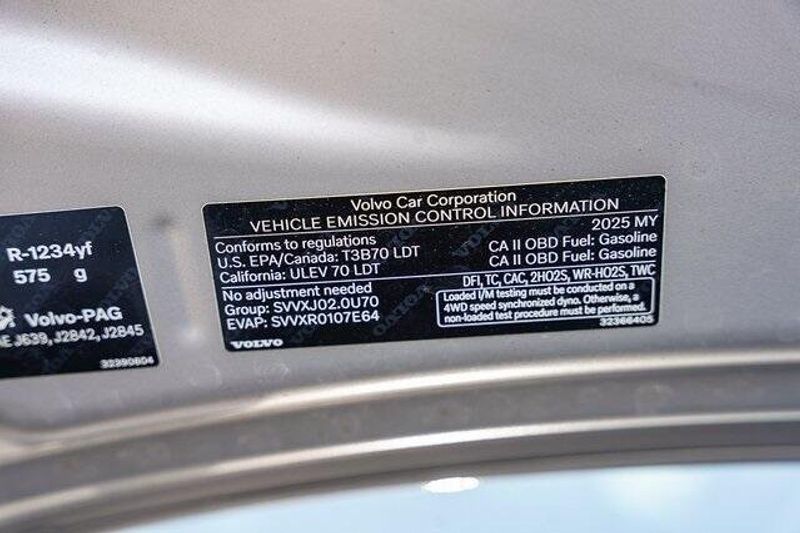 R-1234yf
575 g
Volvo-PAG
J639, J2842, J2845
32390804
Volvo Car Corporation
VEHICLE EMISSION CONTROL INFORMATION
2025 MY
Conforms to regulations
U.S. EPA/Canada: T3B70 LDT CA II OBD Fuel: Gasoline
California: ULEV 70 LDT CA II OBD Fuel: Gasoline
No adjustment needed DFI, TC, CAC, 2HO2S, WR-HO2S, TWC
Group: SVVXJ02.0U70
EVAP: SVVXR0107E64
Loaded I/M testing must be conducted on a
4WD speed synchronized dyno. Otherwise, a
non-loaded test procedure must be performed.
VOLVO
32366405